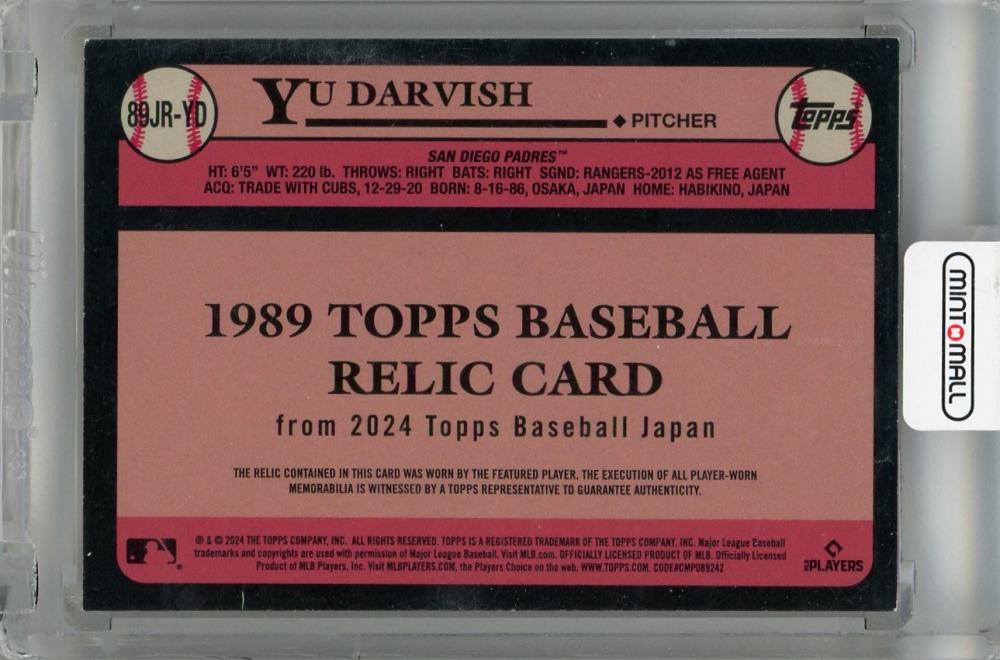 89JR-YD
YU DARVISH
◆ PITCHER
TOPPS
SAN DIEGO PADRES™
HT: 6'5" WT: 220 lb. THROWS: RIGHT BATS: RIGHT SGND: RANGERS-2012 AS FREE AGENT
ACQ: TRADE WITH CUBS, 12-29-20 BORN: 8-16-86, OSAKA, JAPAN HOME: HABIKINO, JAPAN
1989 TOPPS BASEBALL
RELIC CARD
from 2024 Topps Baseball Japan
THE RELIC CONTAINED IN THIS CARD WAS WORN BY THE FEATURED PLAYER. THE EXECUTION OF ALL PLAYER-WORN
MEMORABILIA IS WITNESSED BY A TOPPS REPRESENTATIVE TO GUARANTEE AUTHENTICITY.
® & © 2024 THE TOPPS COMPANY, INC. ALL RIGHTS RESERVED. TOPPS IS A REGISTERED TRADEMARK OF THE TOPPS COMPANY, INC. Major League Baseball
trademarks and copyrights are used with permission of Major League Baseball. Visit MLB.com. OFFICIALLY LICENSED PRODUCT OF MLB. Officially Licensed
Product of MLB Players, Inc. Visit MLBPLAYERS.COM, the Players Choice on the web. WWW.TOPPS.COM. CODE#CMP089242
MLB PLAYERS
MINT MALL